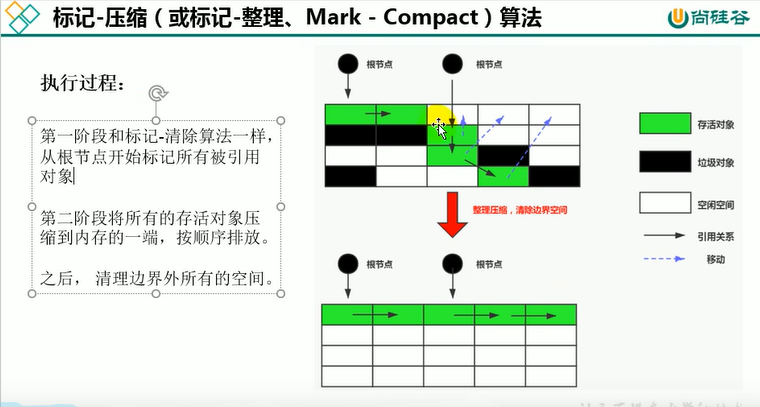 标记-压缩（或标记-整理、Mark - Compact）算法
尚硅谷
执行过程：
第一阶段和标记-清除算法一样，
从根节点开始标记所有被引用
对象
第二阶段将所有的存活对象压
缩到内存的一端，按顺序排放。
之后， 清理边界外所有的空间。
根节点
根节点
存活对象
垃圾对象
空闲空间
引用关系
移动
整理压缩，清除边界空间
根节点
根节点